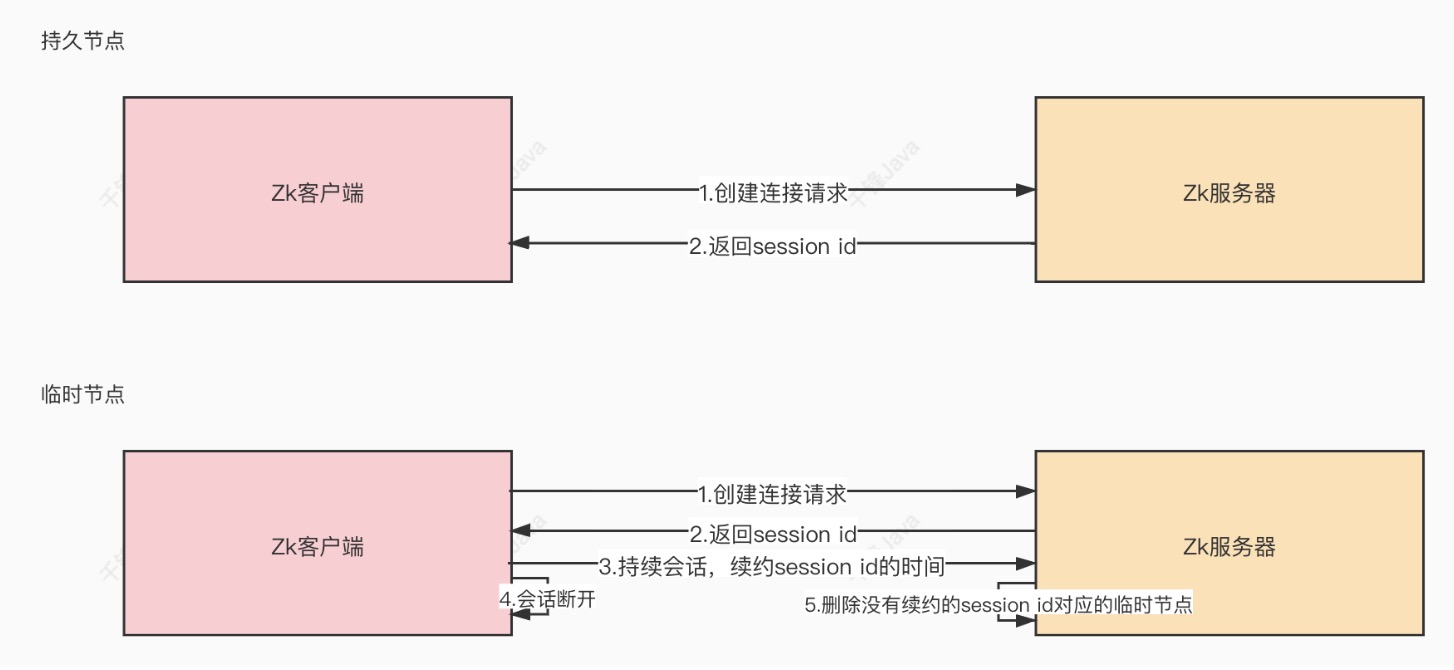 持久节点
Zk客户端
1.创建连接请求
Zk服务器
2.返回session id
临时节点
1.创建连接请求
2.返回session id
Zk客户端
Zk服务器
3.持续会话，续约session id的时间
4.会话断开
5.删除没有续约的session id对应的临时节点